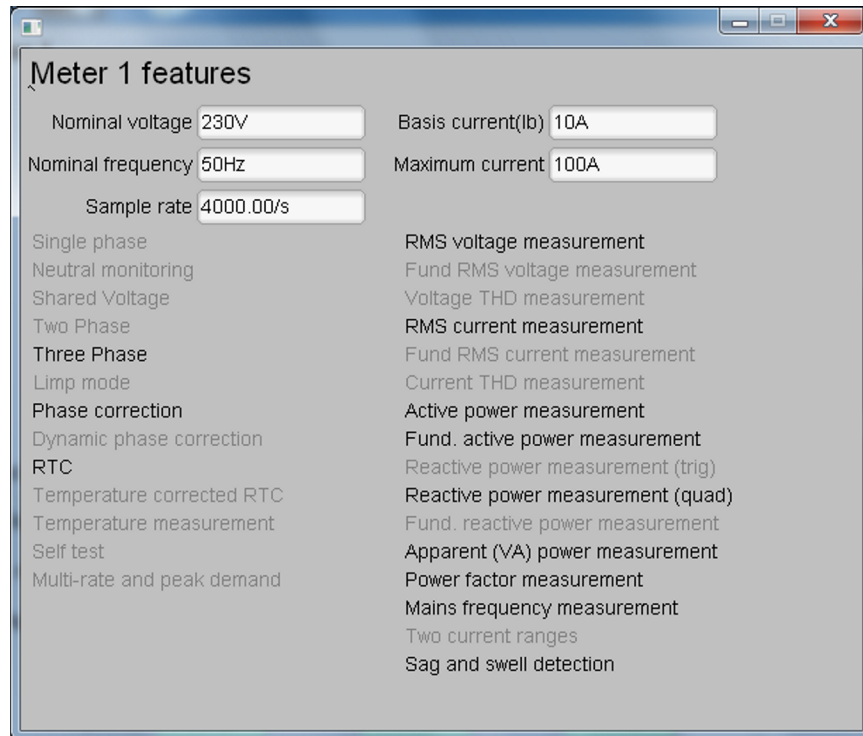 Meter 1 features
Nominal voltage 230V Basis current(Ib) 10A
Nominal frequency 50Hz Maximum current 100A
Sample rate 4000.00/s
Single phase RMS voltage measurement
Neutral monitoring Fund RMS voltage measurement
Shared Voltage Voltage THD measurement
Two Phase RMS current measurement
Three Phase Fund RMS current measurement
Limp mode Current THD measurement
Phase correction Active power measurement
Dynamic phase correction Fund. active power measurement
RTC Reactive power measurement (trig)
Temperature corrected RTC Reactive power measurement (quad)
Temperature measurement Fund. reactive power measurement
Self test Apparent (VA) power measurement
Multi-rate and peak demand Power factor measurement
Mains frequency measurement
Two current ranges
Sag and swell detection